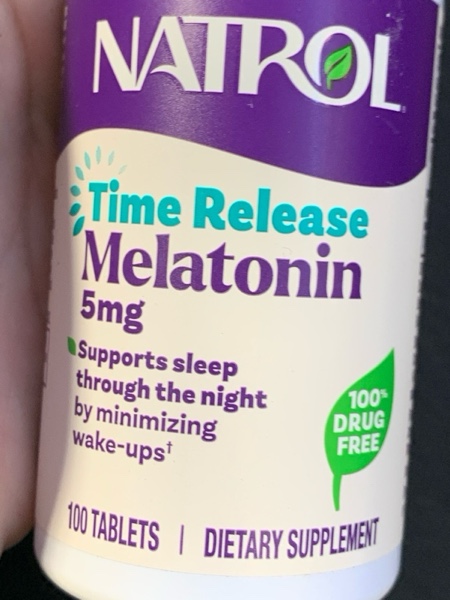 NATROL
Time Release
Melatonin
5mg
Supports sleep
through the night
by minimizing
wake-ups†
100%
DRUG
FREE
100 TABLETS | DIETARY SUPPLEMENT